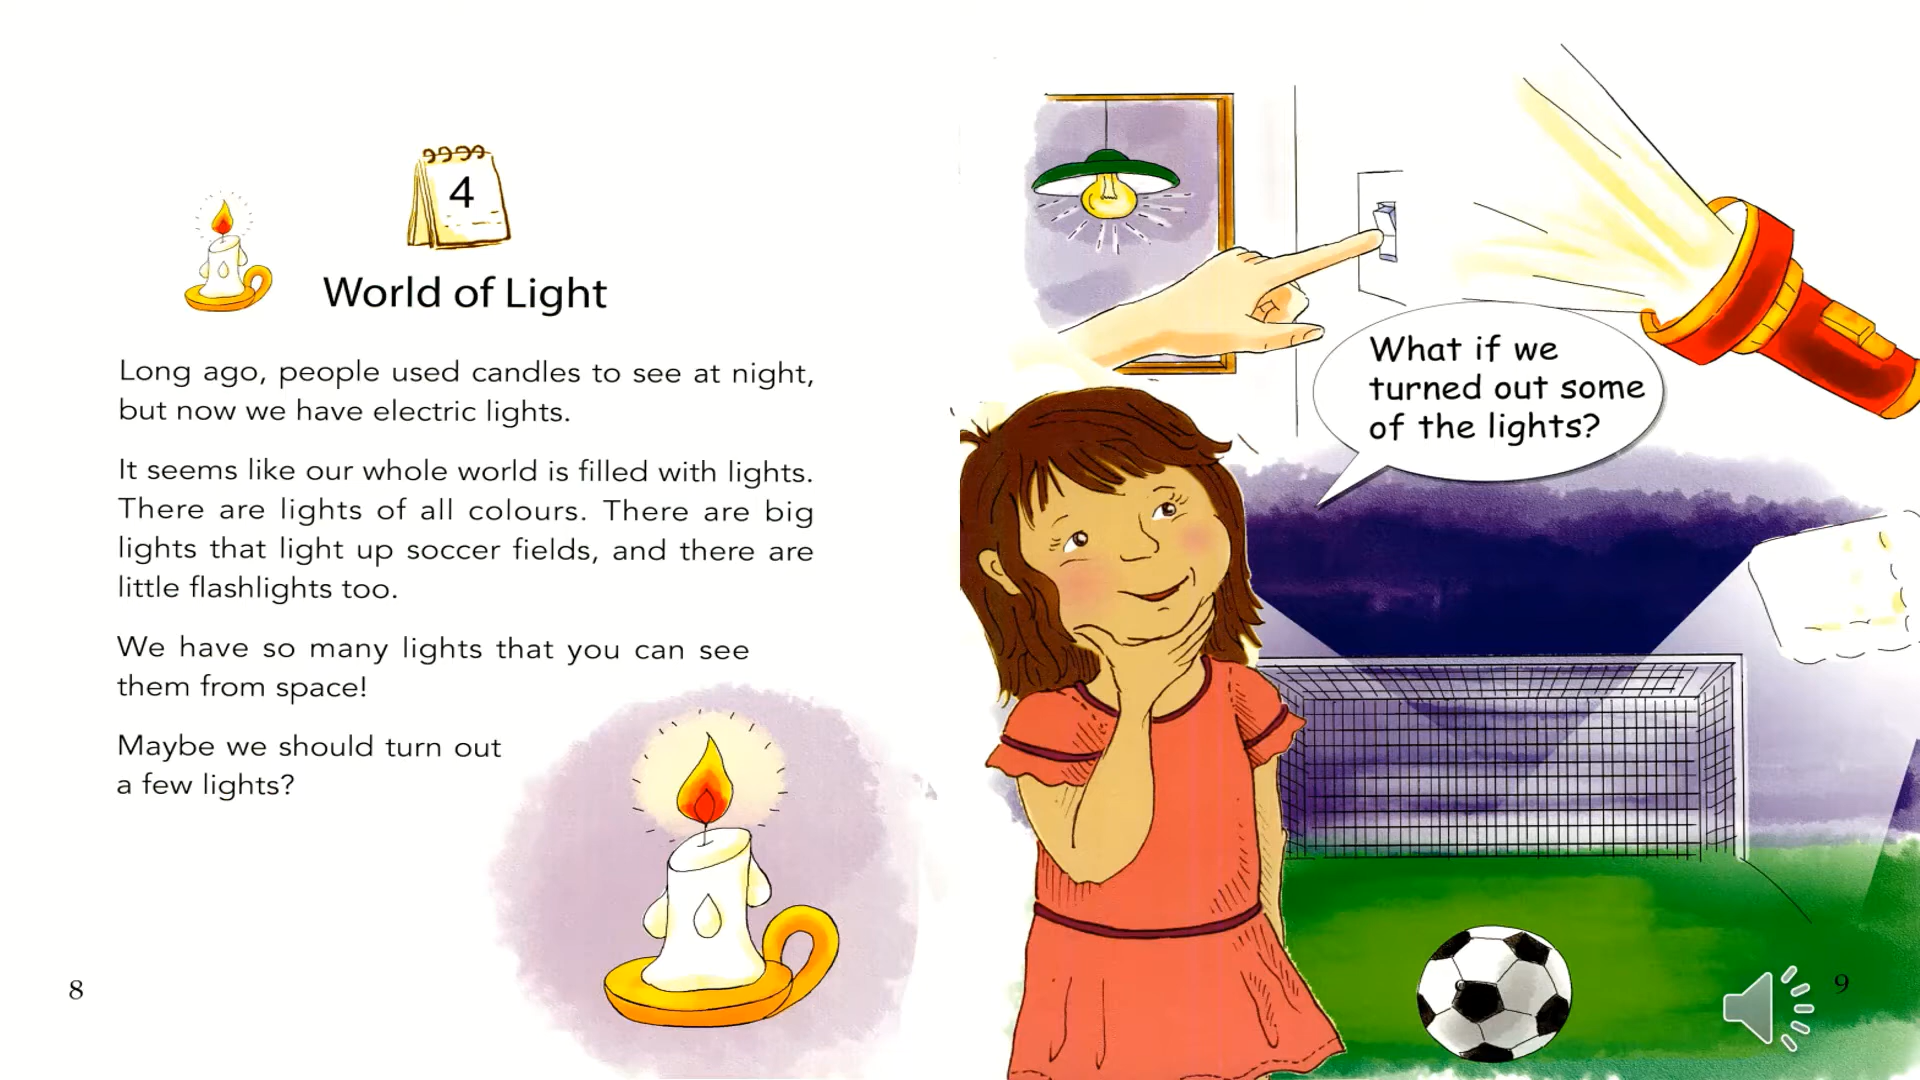 4
World of Light
Long ago, people used candles to see at night,
but now we have electric lights.
It seems like our whole world is filled with lights.
There are lights of all colours. There are big
lights that light up soccer fields, and there are
little flashlights too.
We have so many lights that you can see
them from space!
Maybe we should turn out
a few lights?
8
What if we
turned out some
of the lights?
9